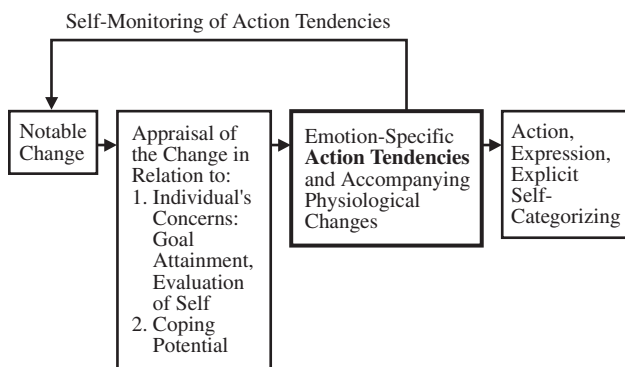 Self-Monitoring of Action Tendencies
Notable
Change
Appraisal of
the Change in
Relation to:
1. Individual's
Concerns:
Goal
Attainment,
Evaluation
of Self
2. Coping
Potential
Emotion-Specific
Action Tendencies
and Accompanying
Physiological
Changes
Action,
Expression,
Explicit
Self-
Categorizing